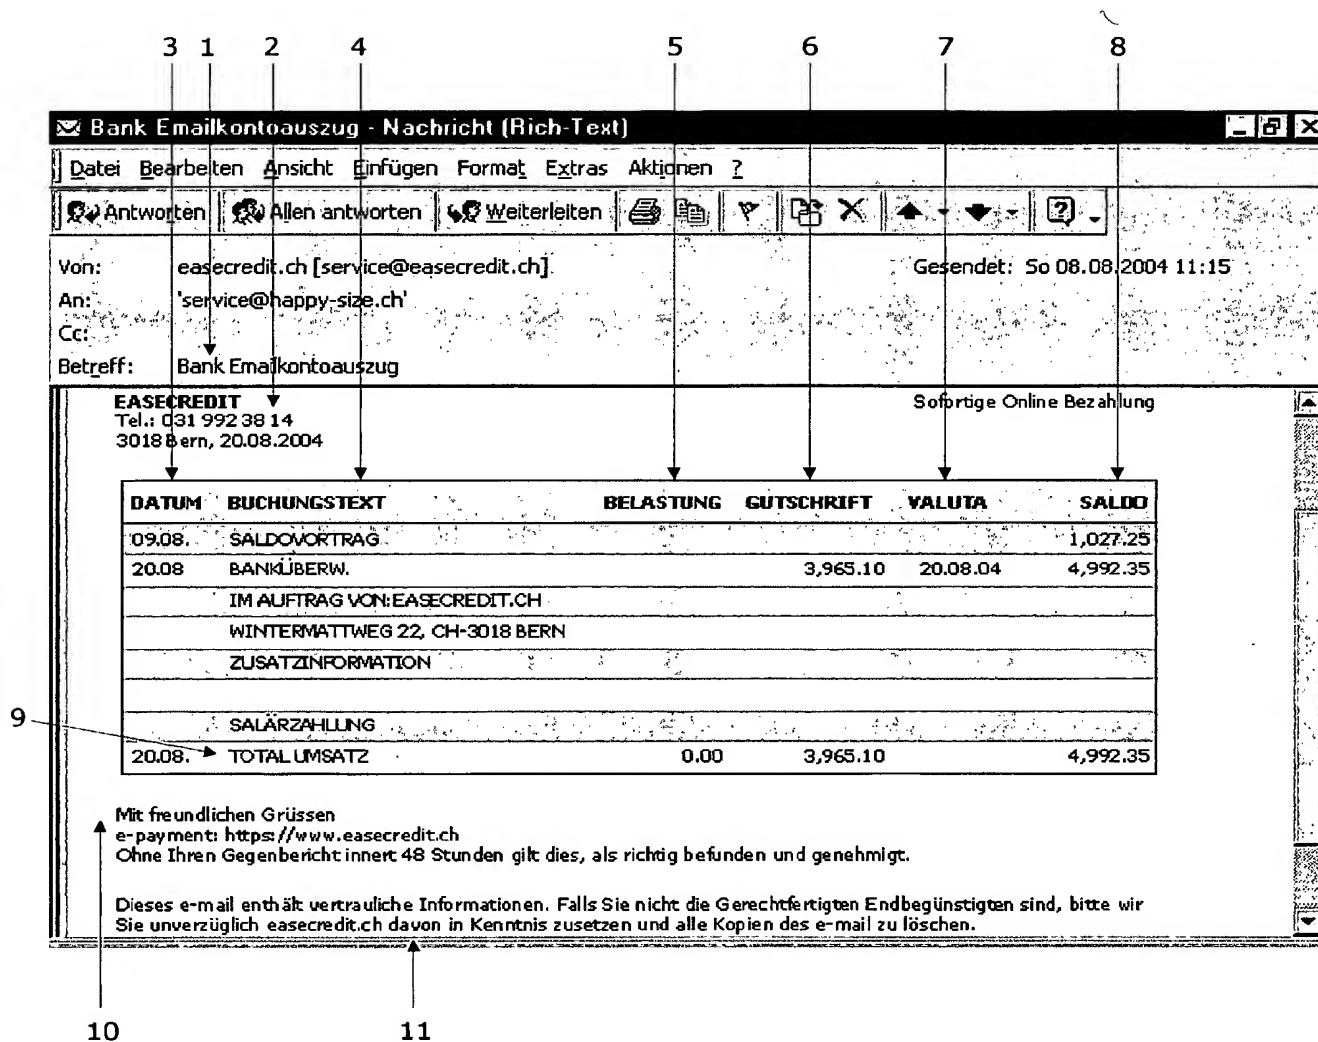 3 1 2 4 5 6 7 8
Bank Emailkontoauszug - Nachricht (Rich-Text)
Datei Bearbeiten Ansicht Einfügen Format Extras Aktionen ?
Antworten Allen antworten Weiterleiten
Von: easecredit.ch [service@easecredit.ch] Gesendet: So 08.08.2004 11:15
An: 'service@happy-size.ch'
Cc:
Betreff: Bank Emailkontoauszug
EASECREDIT Sofortige Online Bezahlung
Tel.: 031 992 38 14
3018 Bern, 20.08.2004
DATUM BUCHUNGSTEXT BELASTUNG GUTSCHRIFT VALUTA SALDO
09.08. SALDOVORTRAG 1,027.25
20.08 BANKÜBERW. 3,965.10 20.08.04 4,992.35
IM AUFTRAG VON: EASECREDIT.CH
WINTERMATTWEG 22, CH-3018 BERN
ZUSATZINFORMATION
SALÄRZAHLUNG
9
20.08. TOTAL UMSATZ 0.00 3,965.10 4,992.35
Mit freundlichen Grüssen
e-payment: https://www.easecredit.ch
Ohne Ihren Gegenbericht innert 48 Stunden gilt dies, als richtig befunden und genehmigt.
Dieses e-mail enthält vertrauliche Informationen. Falls Sie nicht die Gerechtfertigten Endbegünstigten sind, bitte wir
Sie unverzüglich easecredit.ch davon in Kenntnis zusetzen und alle Kopien des e-mail zu löschen.
10 11